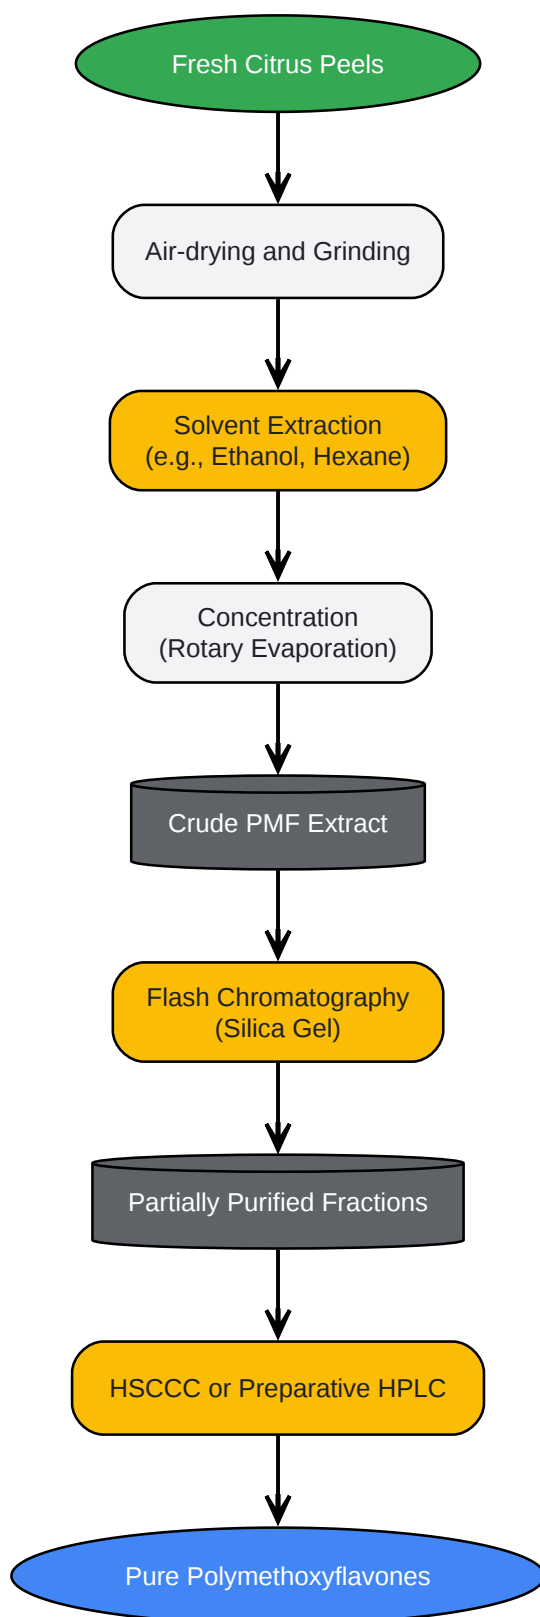 Fresh Citrus Peels
Air-drying and Grinding
Solvent Extraction
(e.g., Ethanol, Hexane)
Concentration
(Rotary Evaporation)
Crude PMF Extract
Flash Chromatography
(Silica Gel)
Partially Purified Fractions
HSCCC or Preparative HPLC
Pure Polymethoxyflavones